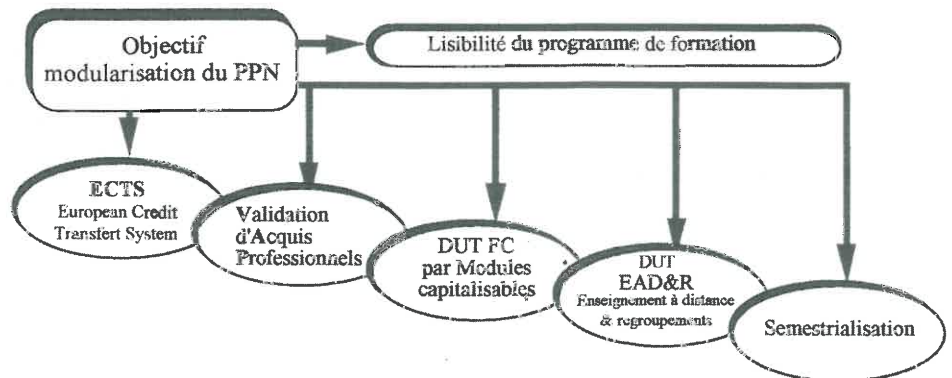 Objectif
modularisation du PPN
Lisibilité du programme de formation
ECTS
European Credit
Transfert System
Validation
d'Acquis
Professionnels
DUT FC
par Modules
capitalisables
DUT
EAD&R
Enseignement à distance
& regroupements
Semestrialisation